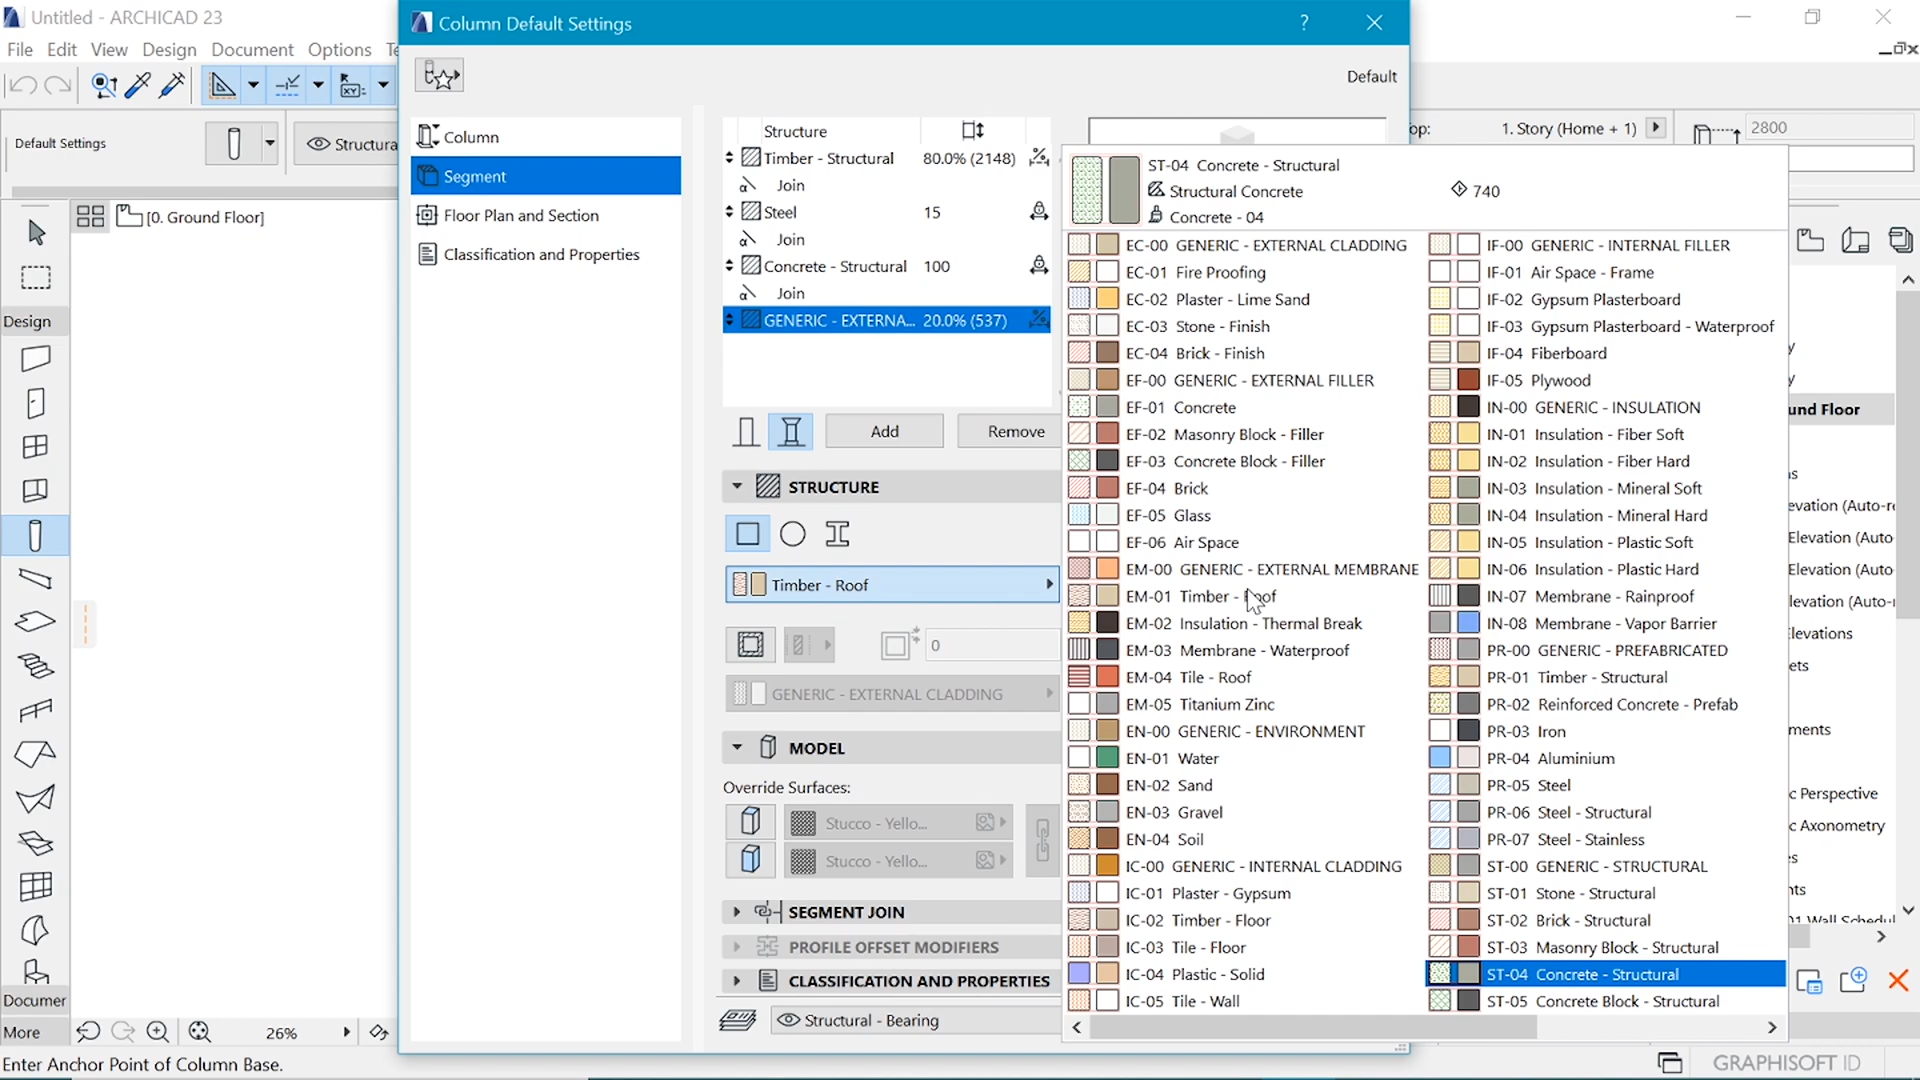 Untitled - ARCHICAD 23
File Edit View Design Document Options Te
Default Settings
Structura
[0. Ground Floor]
Design
Documer
More
26%
Enter Anchor Point of Column Base.
Column Default Settings
?
Default
Column
Segment
Floor Plan and Section
Classification and Properties
Structure
Timber - Structural 80.0% (2148)
Join
Steel 15
Join
Concrete - Structural 100
Join
GENERIC - EXTERNA... 20.0% (537)
Add
Remove
STRUCTURE
Timber - Roof
0
GENERIC - EXTERNAL CLADDING
MODEL
Override Surfaces:
Stucco - Yello...
Stucco - Yello...
SEGMENT JOIN
PROFILE OFFSET MODIFIERS
CLASSIFICATION AND PROPERTIES
Structural - Bearing
ST-04 Concrete - Structural
Structural Concrete 740
Concrete - 04
EC-00 GENERIC - EXTERNAL CLADDING
EC-01 Fire Proofing
EC-02 Plaster - Lime Sand
EC-03 Stone - Finish
EC-04 Brick - Finish
EF-00 GENERIC - EXTERNAL FILLER
EF-01 Concrete
EF-02 Masonry Block - Filler
EF-03 Concrete Block - Filler
EF-04 Brick
EF-05 Glass
EF-06 Air Space
EM-00 GENERIC - EXTERNAL MEMBRANE
EM-01 Timber - Roof
EM-02 Insulation - Thermal Break
EM-03 Membrane - Waterproof
EM-04 Tile - Roof
EM-05 Titanium Zinc
EN-00 GENERIC - ENVIRONMENT
EN-01 Water
EN-02 Sand
EN-03 Gravel
EN-04 Soil
IC-00 GENERIC - INTERNAL CLADDING
IC-01 Plaster - Gypsum
IC-02 Timber - Floor
IC-03 Tile - Floor
IC-04 Plastic - Solid
IC-05 Tile - Wall
IF-00 GENERIC - INTERNAL FILLER
IF-01 Air Space - Frame
IF-02 Gypsum Plasterboard
IF-03 Gypsum Plasterboard - Waterproof
IF-04 Fiberboard
IF-05 Plywood
IN-00 GENERIC - INSULATION
IN-01 Insulation - Fiber Soft
IN-02 Insulation - Fiber Hard
IN-03 Insulation - Mineral Soft
IN-04 Insulation - Mineral Hard
IN-05 Insulation - Plastic Soft
IN-06 Insulation - Plastic Hard
IN-07 Membrane - Rainproof
IN-08 Membrane - Vapor Barrier
PR-00 GENERIC - PREFABRICATED
PR-01 Timber - Structural
PR-02 Reinforced Concrete - Prefab
PR-03 Iron
PR-04 Aluminium
PR-05 Steel
PR-06 Steel - Structural
PR-07 Steel - Stainless
ST-00 GENERIC - STRUCTURAL
ST-01 Stone - Structural
ST-02 Brick - Structural
ST-03 Masonry Block - Structural
ST-04 Concrete - Structural
ST-05 Concrete Block - Structural
op: 1. Story (Home + 1)
2800
y
y
und Floor
s
evation (Auto-r
Elevation (Auto
Elevation (Auto
levation (Auto-
levations
ets
ments
c Perspective
c Axonometry
s
nts
01 Wall Schedul
GRAPHISOFT ID